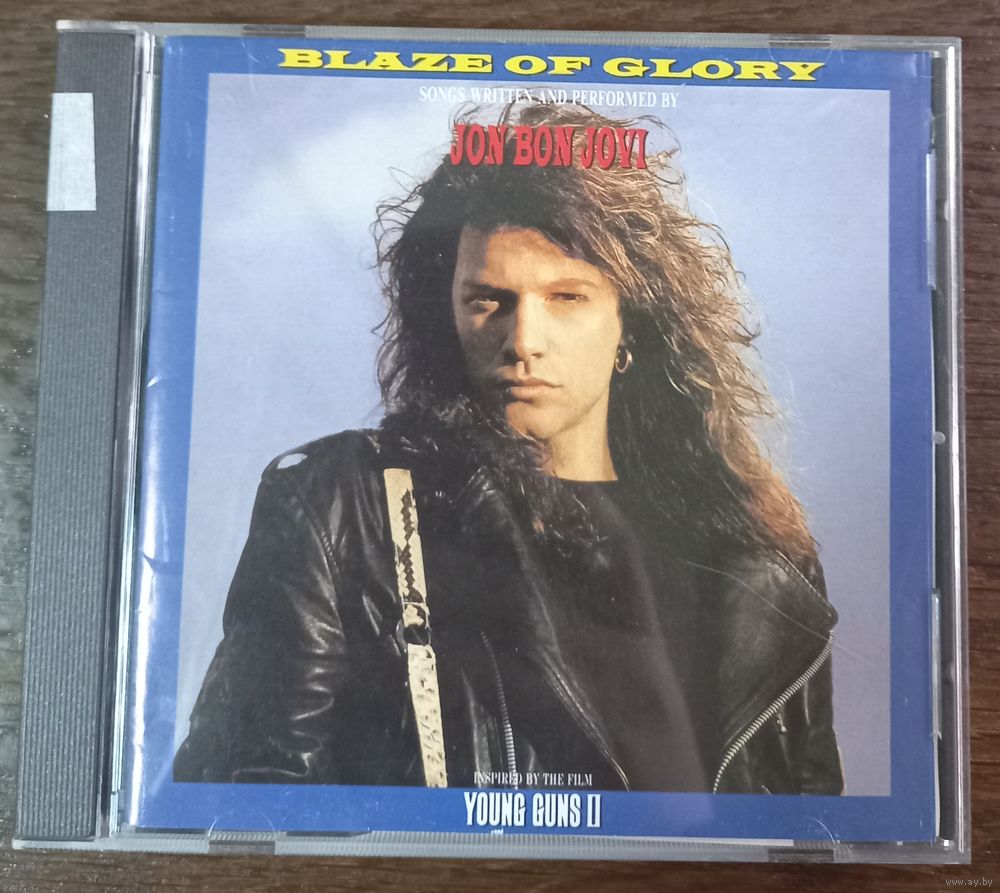 BLAZE OF GLORY
SONGS WRITTEN AND PERFORMED BY
JON BON JOVI
INSPIRED BY THE FILM
YOUNG GUNS II
www.ay.by